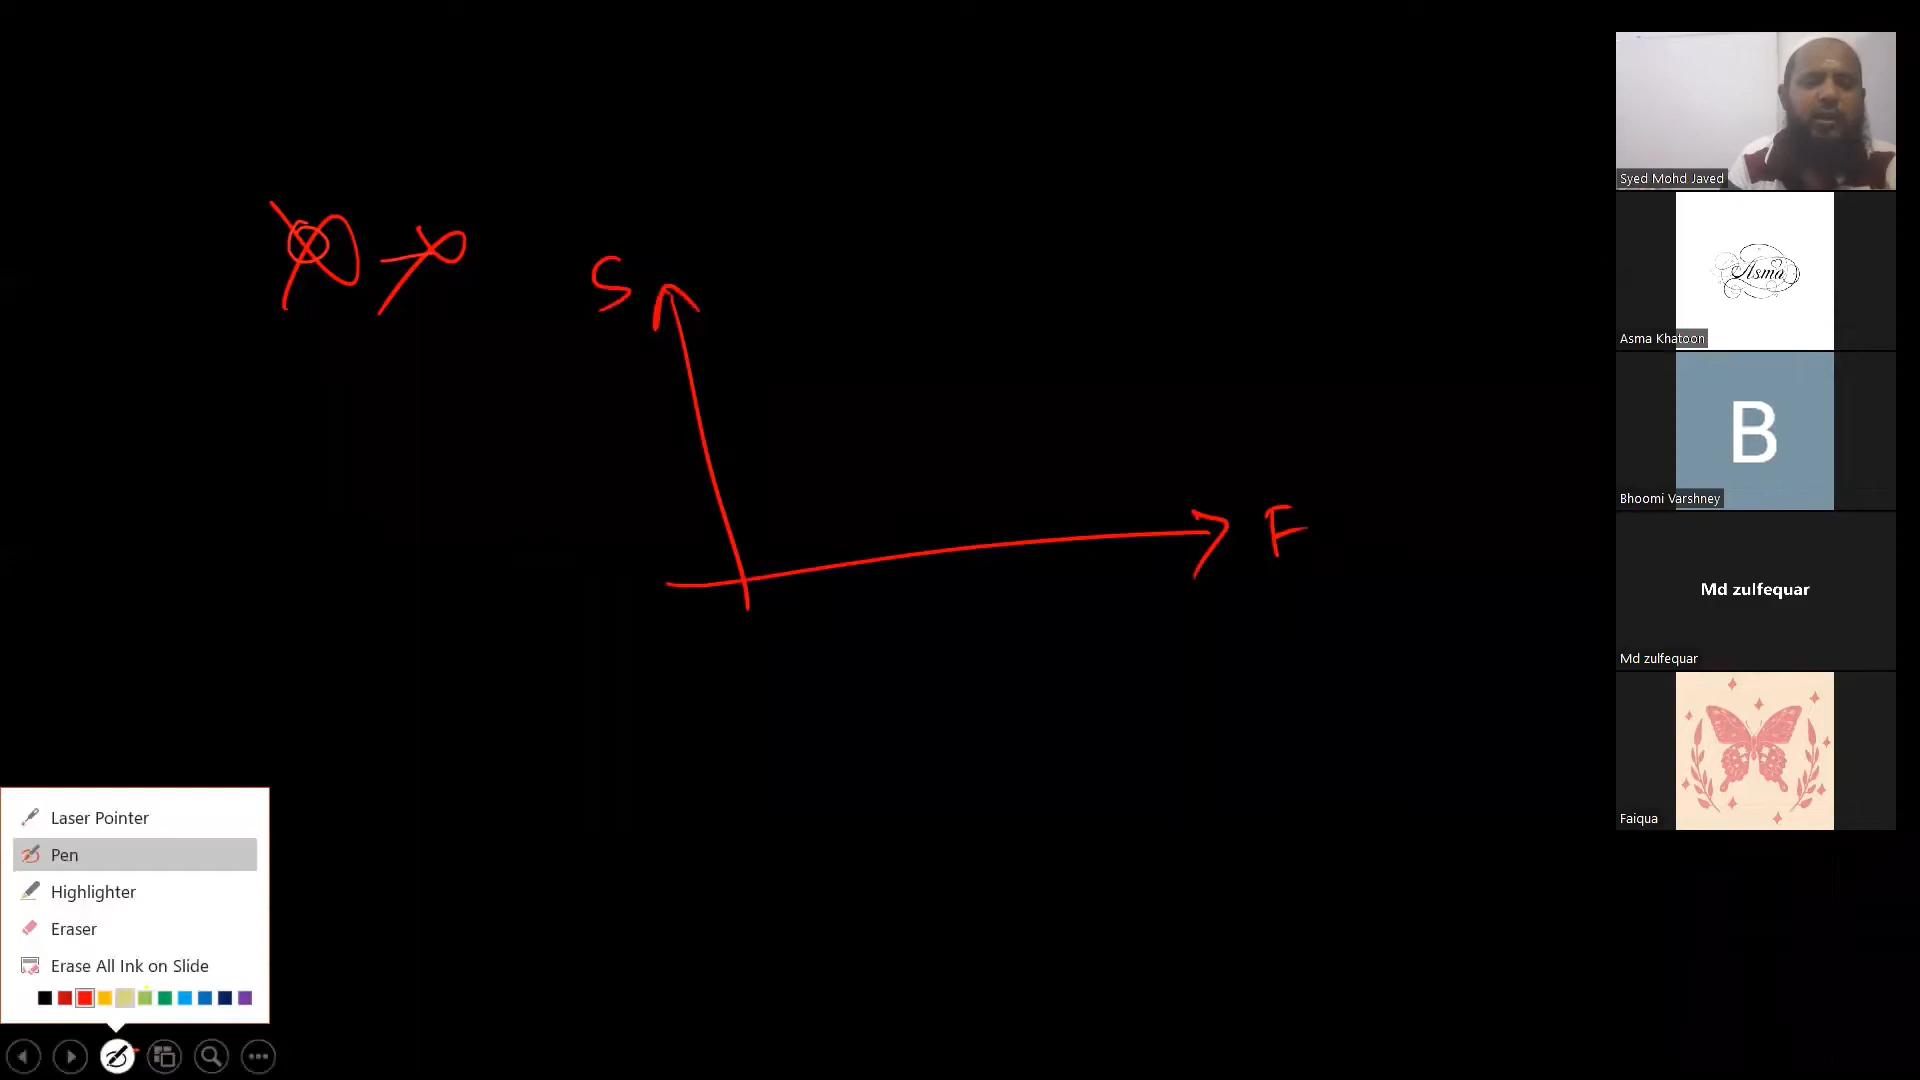 S
F
Syed Mohd Javed
Asma
Asma Khatoon
B
Bhoomi Varshney
Md zulfequar
Md zulfequar
Faiqua
Laser Pointer
Pen
Highlighter
Eraser
Erase All Ink on Slide